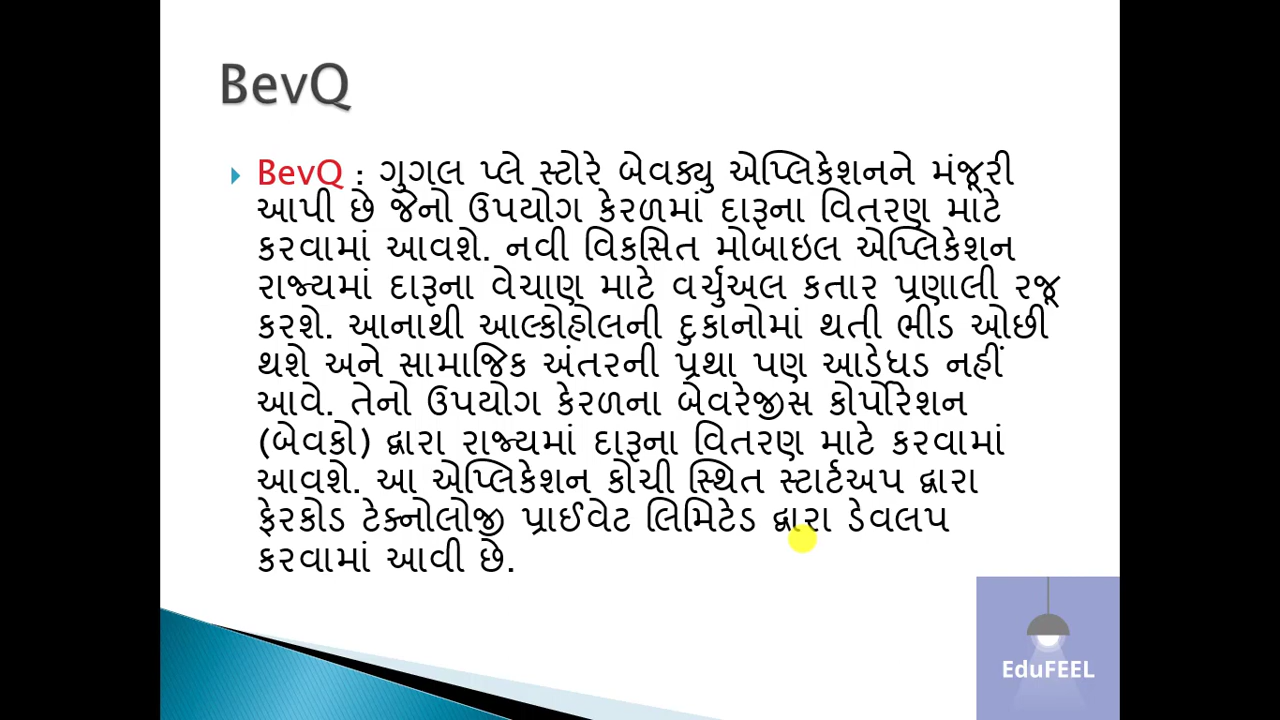 BevQ
BevQ : ગુગલ પ્લે સ્ટોરે બેવક્યુ એપ્લિકેશનને મંજૂરી
આપી છે જેનો ઉપયોગ કેરળમાં દારૂના વિતરણ માટે
કરવામાં આવશે. નવી વિકસિત મોબાઇલ એપ્લિકેશન
રાજ્યમાં દારૂના વેચાણ માટે વર્ચુઅલ કતાર પ્રણાલી રજૂ
કરશે. આનાથી આલ્કોહોલની દુકાનોમાં થતી ભીડ ઓછી
થશે અને સામાજિક અંતરની પ્રથા પણ આડેધડ નહીં
આવે. તેનો ઉપયોગ કેરળના બેવરેજીસ કોર્પોરેશન
(બેવકો) દ્વારા રાજ્યમાં દારૂના વિતરણ માટે કરવામાં
આવશે. આ એપ્લિકેશન કોચી સ્થિત સ્ટાર્ટઅપ દ્વારા
ફેરકોડ ટેક્નોલોજી પ્રાઈવેટ લિમિટેડ દ્વારા ડેવલપ
કરવામાં આવી છે.
EduFEEL